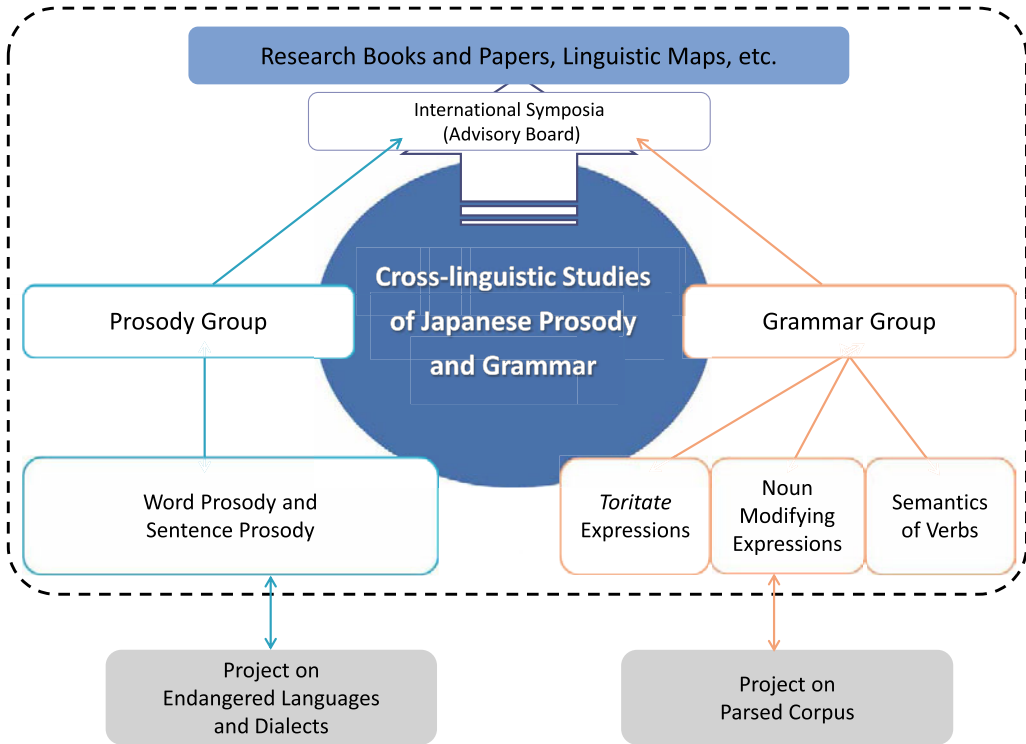 Research Books and Papers, Linguistic Maps, etc.
International Symposia
(Advisory Board)
Cross-linguistic Studies
of Japanese Prosody
and Grammar
Prosody Group
Grammar Group
Word Prosody and
Sentence Prosody
Toritate
Expressions
Noun
Modifying
Expressions
Semantics
of Verbs
Project on
Endangered Languages
and Dialects
Project on
Parsed Corpus